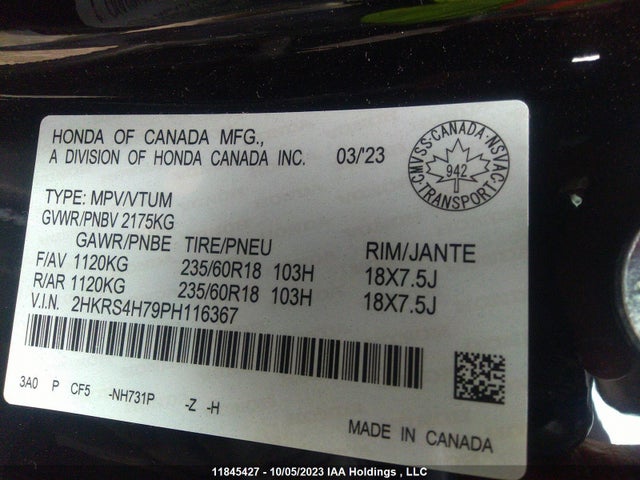 HONDA OF CANADA MFG.,
A DIVISION OF HONDA CANADA INC. 03/'23
CMVSS·CANADA·NSVAC
942
TRANSPORT
TYPE: MPV/VTUM
GVWR/PNBV 2175KG
GAWR/PNBE TIRE/PNEU RIM/JANTE
F/AV 1120KG 235/60R18 103H 18X7.5J
R/AR 1120KG 235/60R18 103H 18X7.5J
V.I.N. 2HKRS4H79PH116367
3A0 P CF5 -NH731P -Z -H
MADE IN CANADA
11845427 - 10/05/2023 IAA Holdings , LLC